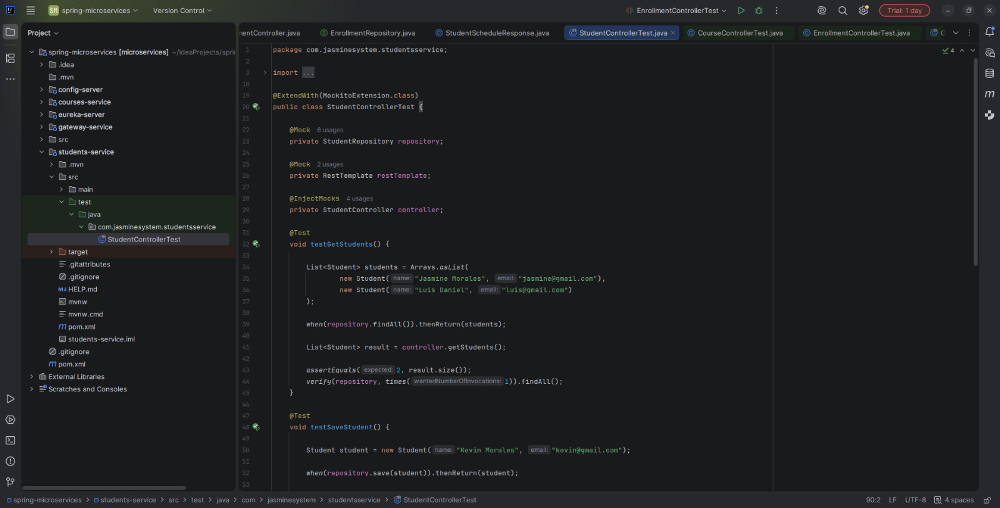 SM spring-microservices Version Control EnrollmentControllerTest Trial: 1 day
Project
spring-microservices [microservices] ~/IdeaProjects/sprin
.idea
.mvn
config-server
courses-service
eureka-server
gateway-service
src
students-service
.mvn
src
main
test
java
com.jasminesystem.studentsservice
StudentControllerTest
target
.gitattributes
.gitignore
M↓ HELP.md
mvnw
mvnw.cmd
m pom.xml
students-service.iml
.gitignore
m pom.xml
External Libraries
Scratches and Consoles
mentController.java EnrollmentRepository.java StudentScheduleResponse.java StudentControllerTest.java CourseControllerTest.java EnrollmentControllerTest.java
4
1 package com.jasminesystem.studentsservice;
2
3 import ...
18
19 @ExtendWith(MockitoExtension.class)
20 public class StudentControllerTest {
21
22 @Mock 6 usages
23 private StudentRepository repository;
24
25 @Mock 2 usages
26 private RestTemplate restTemplate;
27
28 @InjectMocks 4 usages
29 private StudentController controller;
30
31 @Test
32 void testGetStudents() {
33
34 List<Student> students = Arrays.asList(
35 new Student( name: "Jasmine Morales", email: "jasmine@gmail.com"),
36 new Student( name: "Luis Daniel", email: "luis@gmail.com")
37 );
38
39 when(repository.findAll()).thenReturn(students);
40
41 List<Student> result = controller.getStudents();
42
43 assertEquals( expected: 2, result.size());
44 verify(repository, times( wantedNumberOfInvocations: 1)).findAll();
45 }
46
47 @Test
48 void testSaveStudent() {
49
50 Student student = new Student( name: "Kevin Morales", email: "kevin@gmail.com");
51
52 when(repository.save(student)).thenReturn(student);
53
spring-microservices > students-service > src > test > java > com > jasminesystem > studentsservice > StudentControllerTest 90:2 LF UTF-8 4 spaces